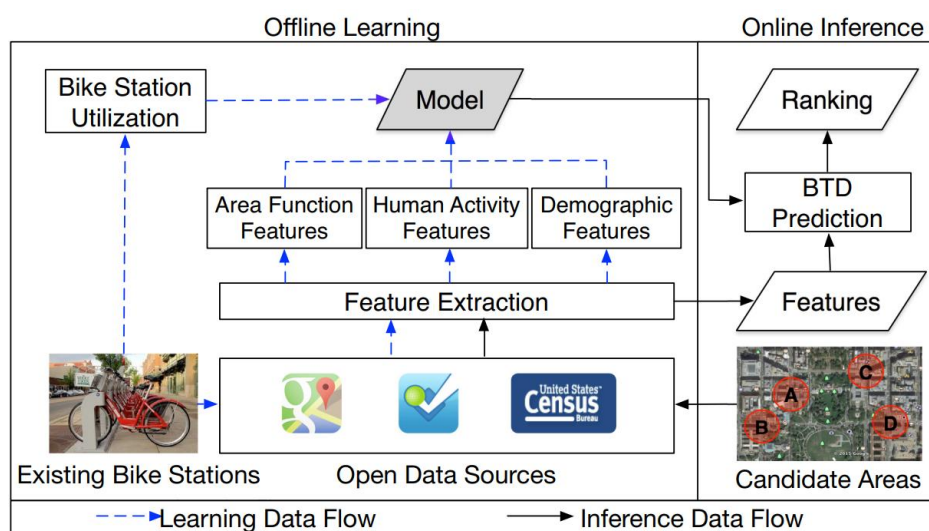 Offline Learning
Online Inference
Bike Station
Utilization
Model
Ranking
Area Function
Features
Human Activity
Features
Demographic
Features
BTD
Prediction
Feature Extraction
Features
g
United States™
Census
Bureau
A
B
C
D
Existing Bike Stations
Open Data Sources
Candidate Areas
Learning Data Flow
Inference Data Flow